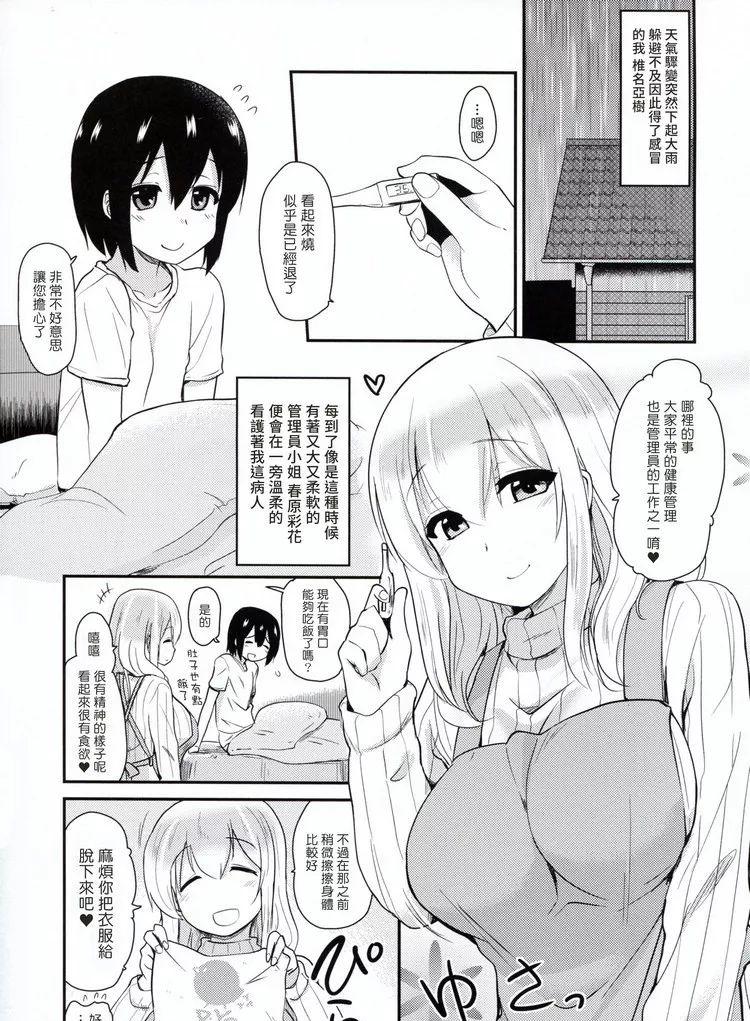 天氣驟變突然下起大雨
躲避不及因此得了感冒
的我 椎名亞樹
…嗯嗯
看起來燒
似乎是已經退了
非常不好意思
讓您擔心了
哪裡的事
大家平常的健康管理
也是管理員的工作之一唷♥
每到了像是這種時候
有著又大又柔軟的
管理員小姐 春原彩花
便會在一旁溫柔的
看護著我這病人
現在有胃口
能夠吃飯了嗎?
是的
肚子也有點
餓了
嘻嘻
很有精神的樣子呢
看起來很有食欲♥
不過在那之前
稍微擦擦身體
比較好
麻煩你把衣服給
脫下來吧♥
ゆさっ